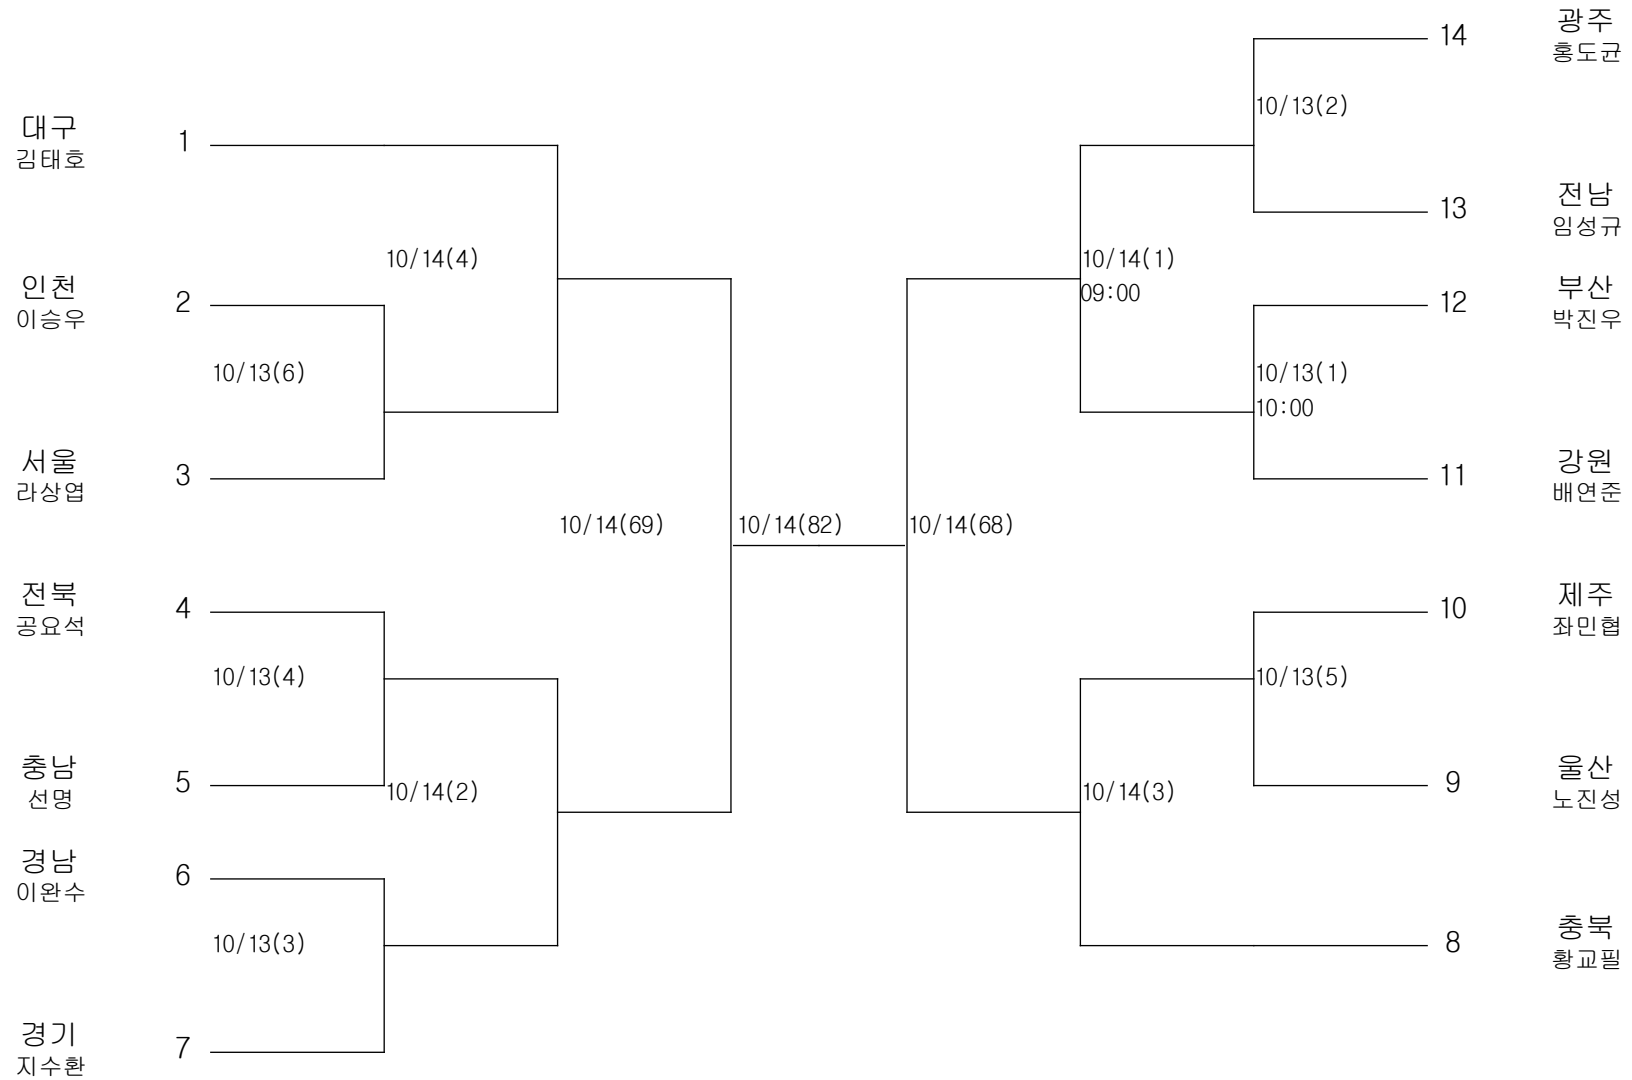 대구
김태호
1
10/14(4)
인천
이승우
2
10/13(6)
서울
라상엽
3
10/14(69)
전북
공요석
4
10/13(4)
충남
선명
5
10/14(2)
경남
이완수
6
10/13(3)
경기
지수환
7
10/14(82)
10/14(68)
14
광주
홍도균
10/13(2)
13
전남
임성규
10/14(1)
09:00
12
부산
박진우
10/13(1)
10:00
11
강원
배연준
10
제주
좌민협
10/13(5)
9
울산
노진성
10/14(3)
8
충북
황교필